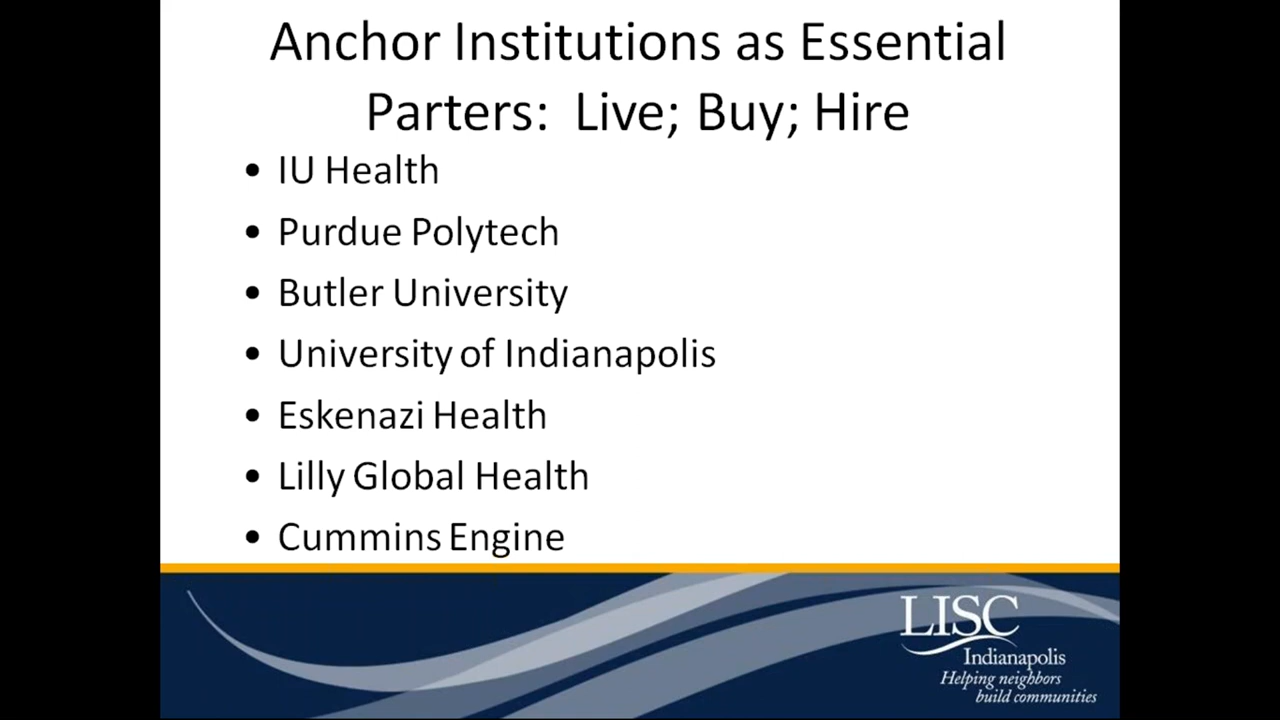 Anchor Institutions as Essential
Parters: Live; Buy; Hire
• IU Health
• Purdue Polytech
• Butler University
• University of Indianapolis
• Eskenazi Health
• Lilly Global Health
• Cummins Engine
LISC
Indianapolis
Helping neighbors
build communities